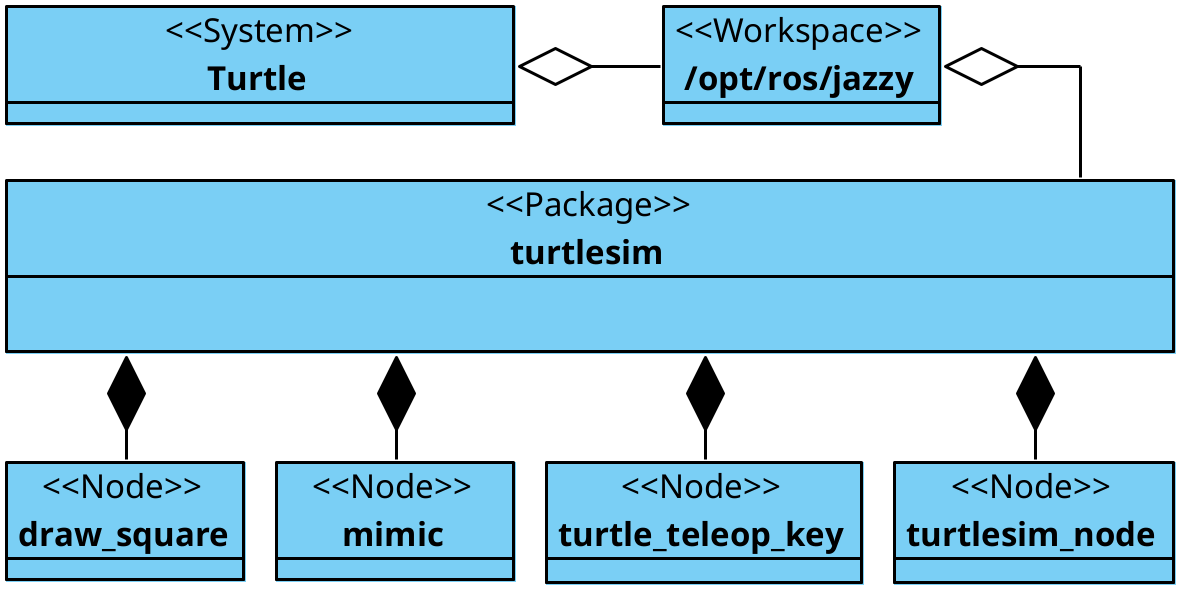 <<System>>
Turtle
<<Workspace>>
/opt/ros/jazzy
<<Package>>
turtlesim
<<Node>>
draw_square
<<Node>>
mimic
<<Node>>
turtle_teleop_key
<<Node>>
turtlesim_node